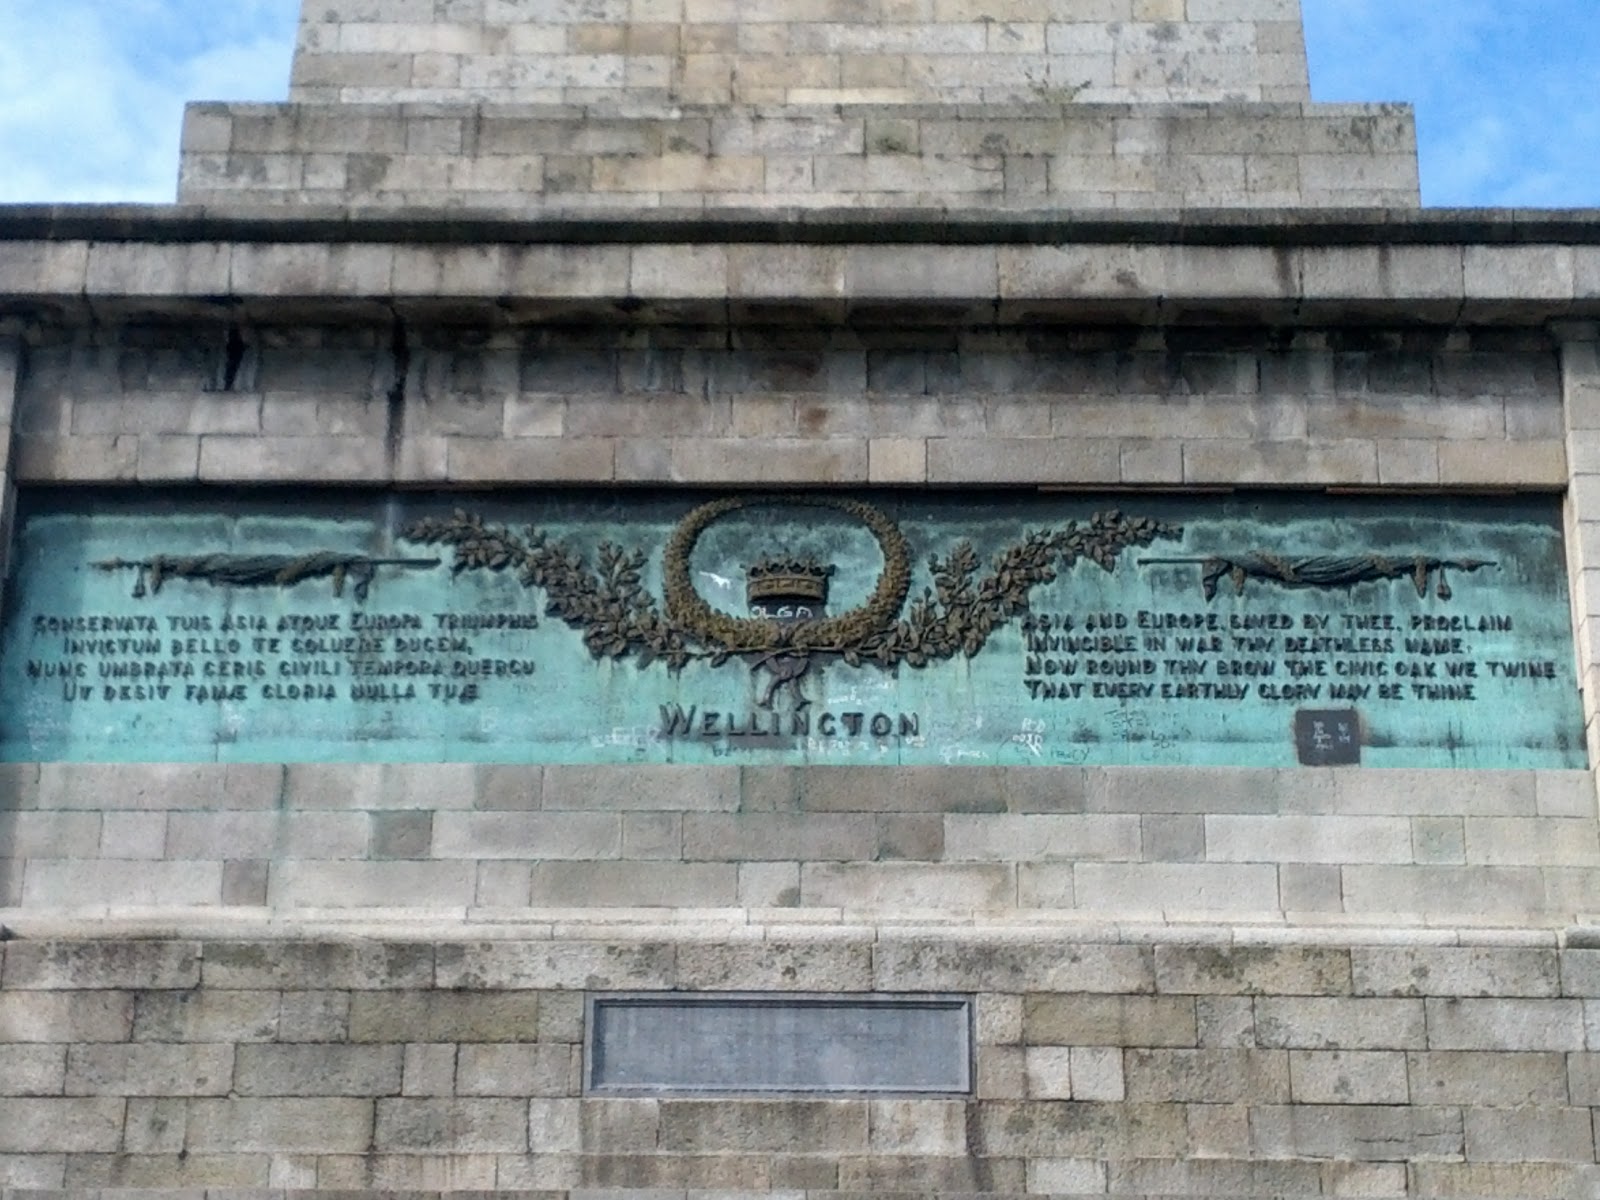 CONSERVATA TUIS ASIA ATQUE EUROPA TRIUMPHIS
INVICTUM BELLO TE COLUERE DUCEM,
NUNC UMBRATA GERIS CIVILI TEMPORA QUERCU
UT DESIT FAMÆ GLORIA NULLA TUÆ
OLGA
WELLINGTON
ASIA AND EUROPE, SAVED BY THEE, PROCLAIM
INVINCIBLE IN WAR THY DEATHLESS NAME,
NOW ROUND THY BROW THE CIVIC OAK WE TWINE
THAT EVERY EARTHLY GLORY MAY BE THINE